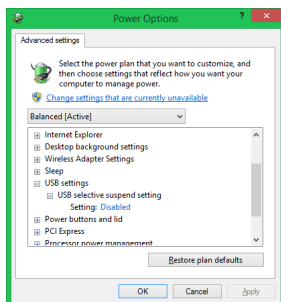 Power Options
?
×
Advanced settings
Select the power plan that you want to customize, and
then choose settings that reflect how you want your
computer to manage power.
Change settings that are currently unavailable
Balanced [Active]
Internet Explorer
Desktop background settings
Wireless Adapter Settings
Sleep
USB settings
USB selective suspend setting
Setting: Disabled
Power buttons and lid
PCI Express
Processor power management
Restore plan defaults
OK
Cancel
Apply